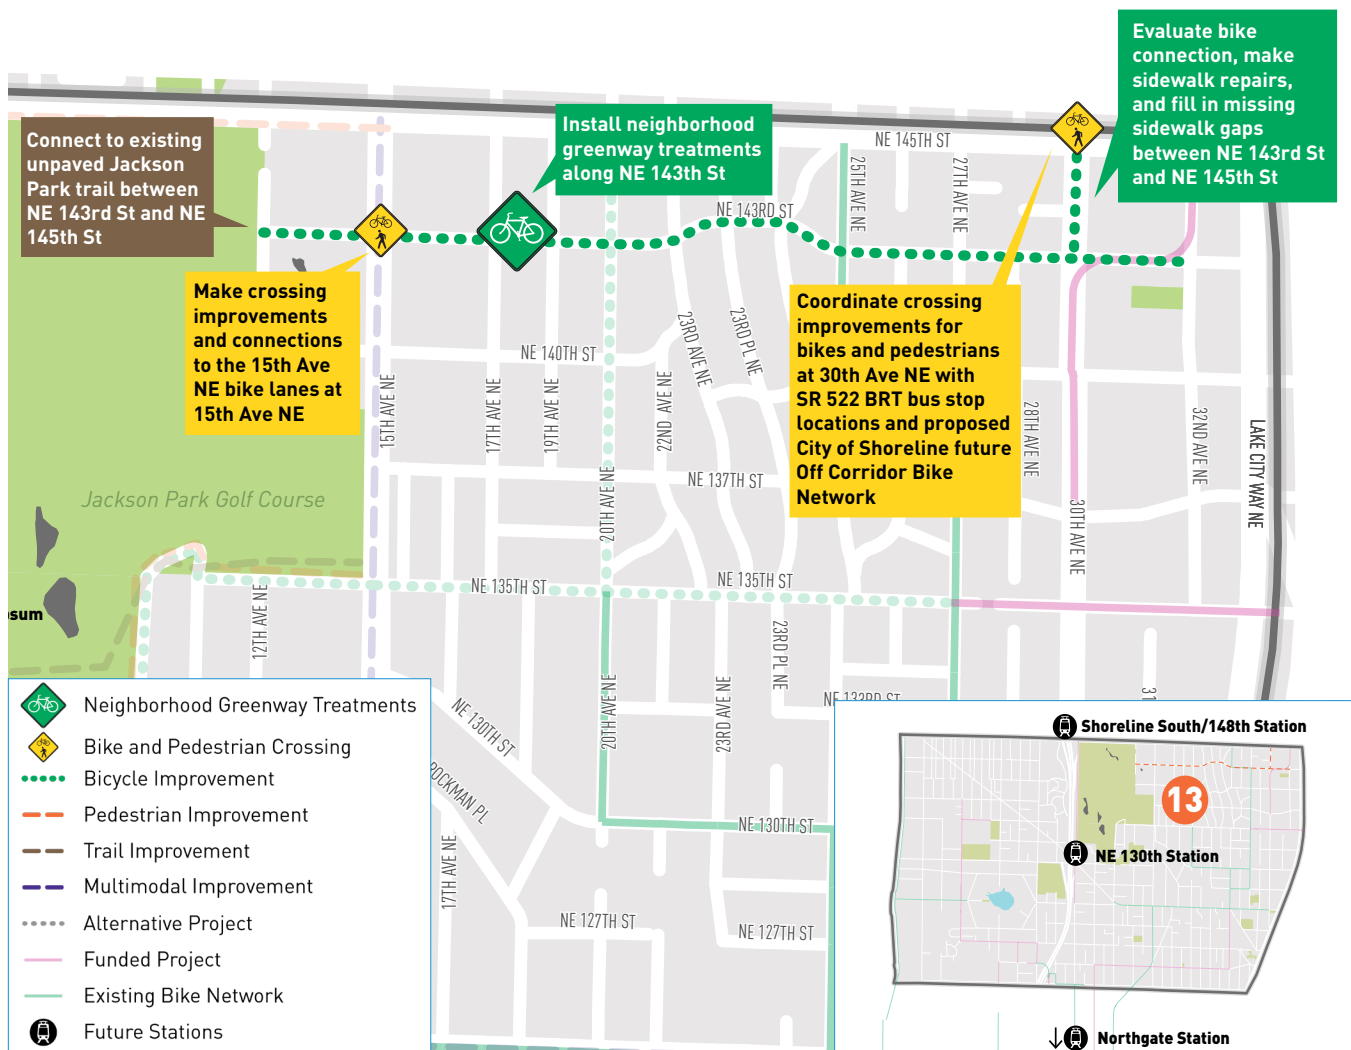 Evaluate bike
connection, make
sidewalk repairs,
and fill in missing
sidewalk gaps
between NE 143rd St
and NE 145th St
Install neighborhood
greenway treatments
along NE 143th St
Connect to existing
unpaved Jackson
Park trail between
NE 143rd St and NE
145th St
Make crossing
improvements
and connections
to the 15th Ave
NE bike lanes at
15th Ave NE
Coordinate crossing
improvements for
bikes and pedestrians
at 30th Ave NE with
SR 522 BRT bus stop
locations and proposed
City of Shoreline future
Off Corridor Bike
Network
NE 145TH ST
25TH AVE NE
27TH AVE NE
NE 143RD ST
NE 140TH ST
23RD AVE NE
23RD PL NE
15TH AVE NE
17TH AVE NE
19TH AVE NE
22ND AVE NE
28TH AVE NE
32ND AVE NE
LAKE CITY WAY NE
NE 137TH ST
20TH AVE NE
30TH AVE NE
Jackson Park Golf Course
NE 135TH ST
NE 135TH ST
osum
12TH AVE NE
23RD PL NE
20TH AVE NE
23RD AVE NE
NE 133RD ST
31
NE 130TH ST
ROCKMAN PL
NE 130TH ST
17TH AVE NE
NE 127TH ST
NE 127TH ST
Neighborhood Greenway Treatments
Bike and Pedestrian Crossing
Bicycle Improvement
Pedestrian Improvement
Trail Improvement
Multimodal Improvement
Alternative Project
Funded Project
Existing Bike Network
Future Stations
Shoreline South/148th Station
13
NE 130th Station
Northgate Station